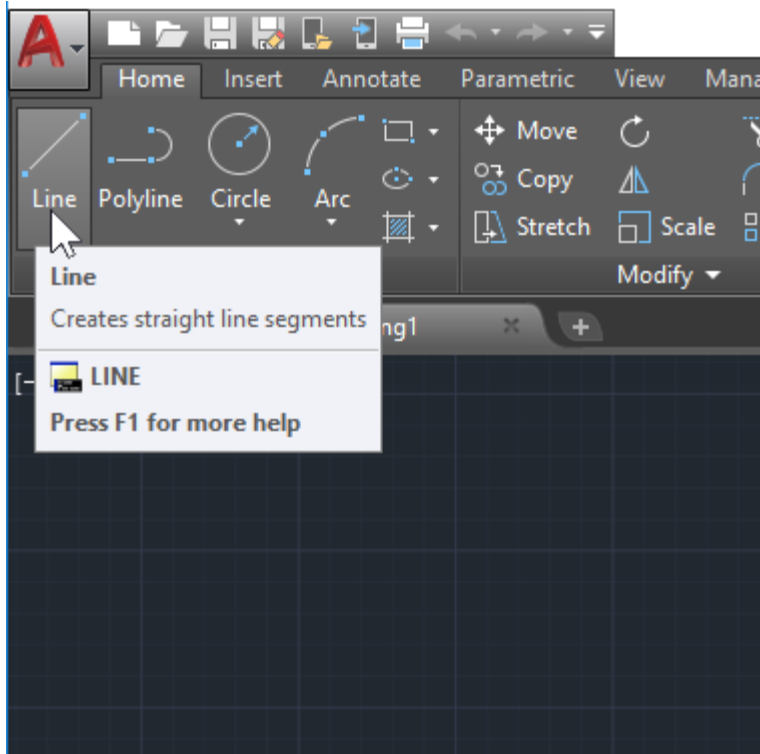 Home Insert Annotate Parametric View
Line Polyline Circle Arc
Move
Copy
Stretch Scale
Modify
Line
Creates straight line segments
LINE
Press F1 for more help
+